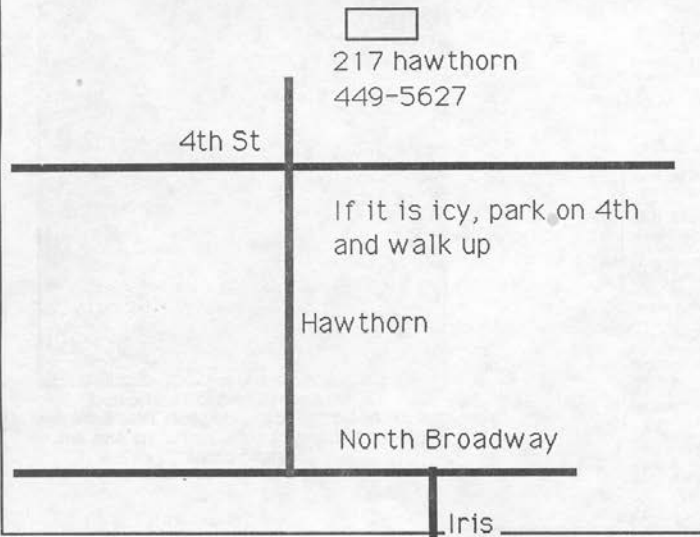 217 hawthorn
449-5627
4th St
If it is icy, park on 4th
and walk up
Hawthorn
North Broadway
Iris